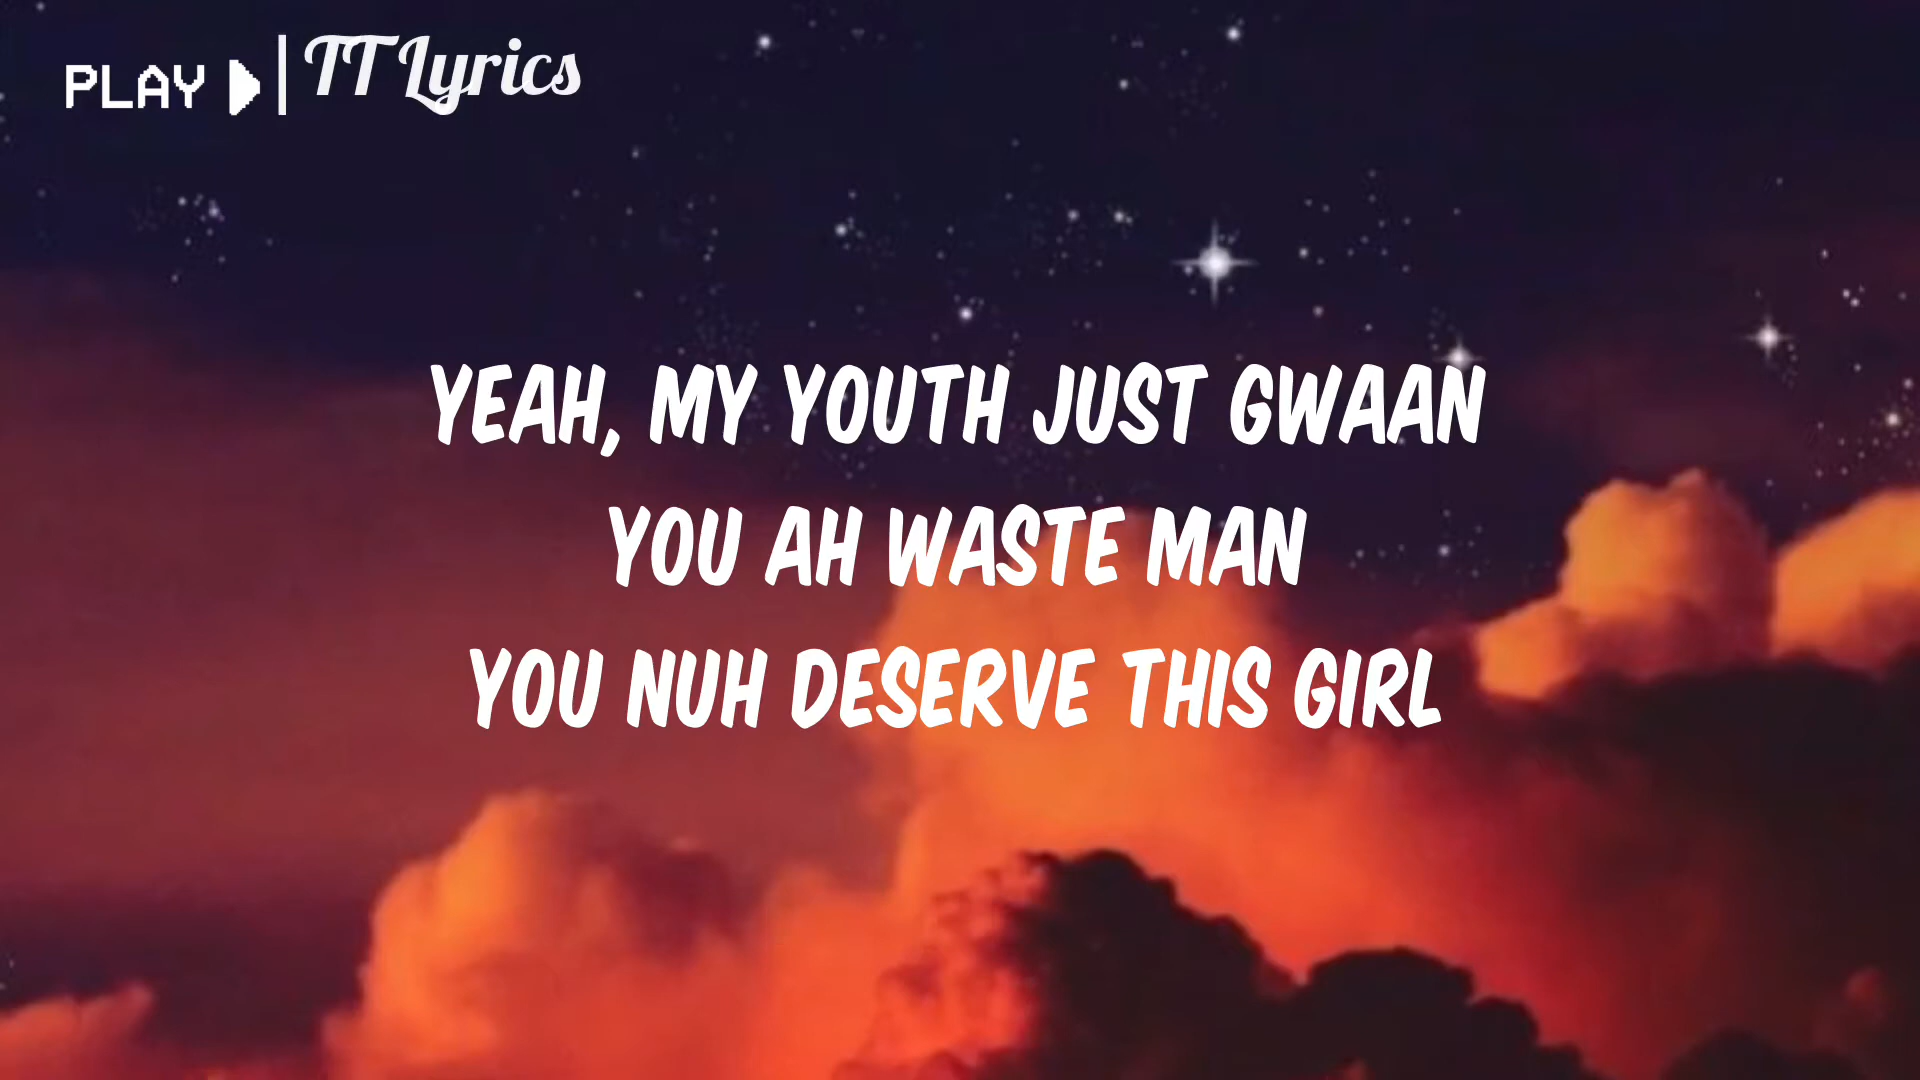 PLAY | TT Lyrics
YEAH, MY YOUTH JUST GWAAN
YOU AH WASTE MAN
YOU NUH DESERVE THIS GIRL